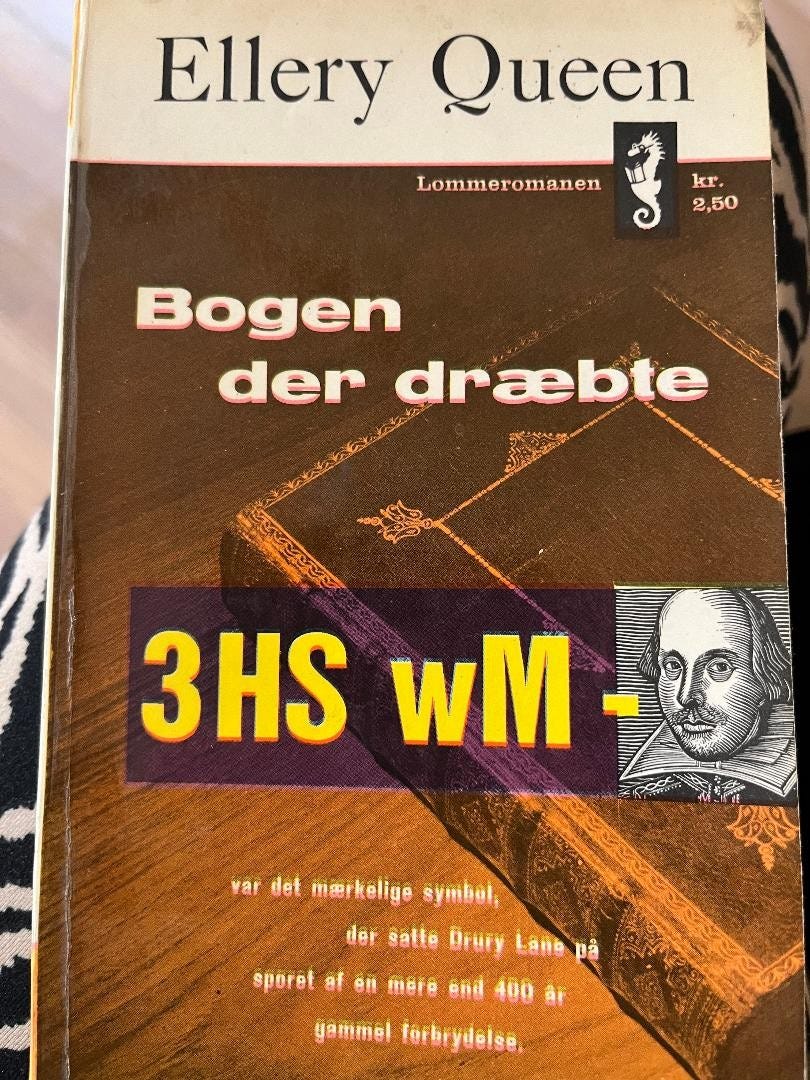 Ellery Queen
Lommeromanen
kr.
2,50
Bogen
der dræbte
3HS wM -
var det mærkelige symbol,
der satte Drury Lane på
sporet af en mere end 400 år
gammel forbrydelse.